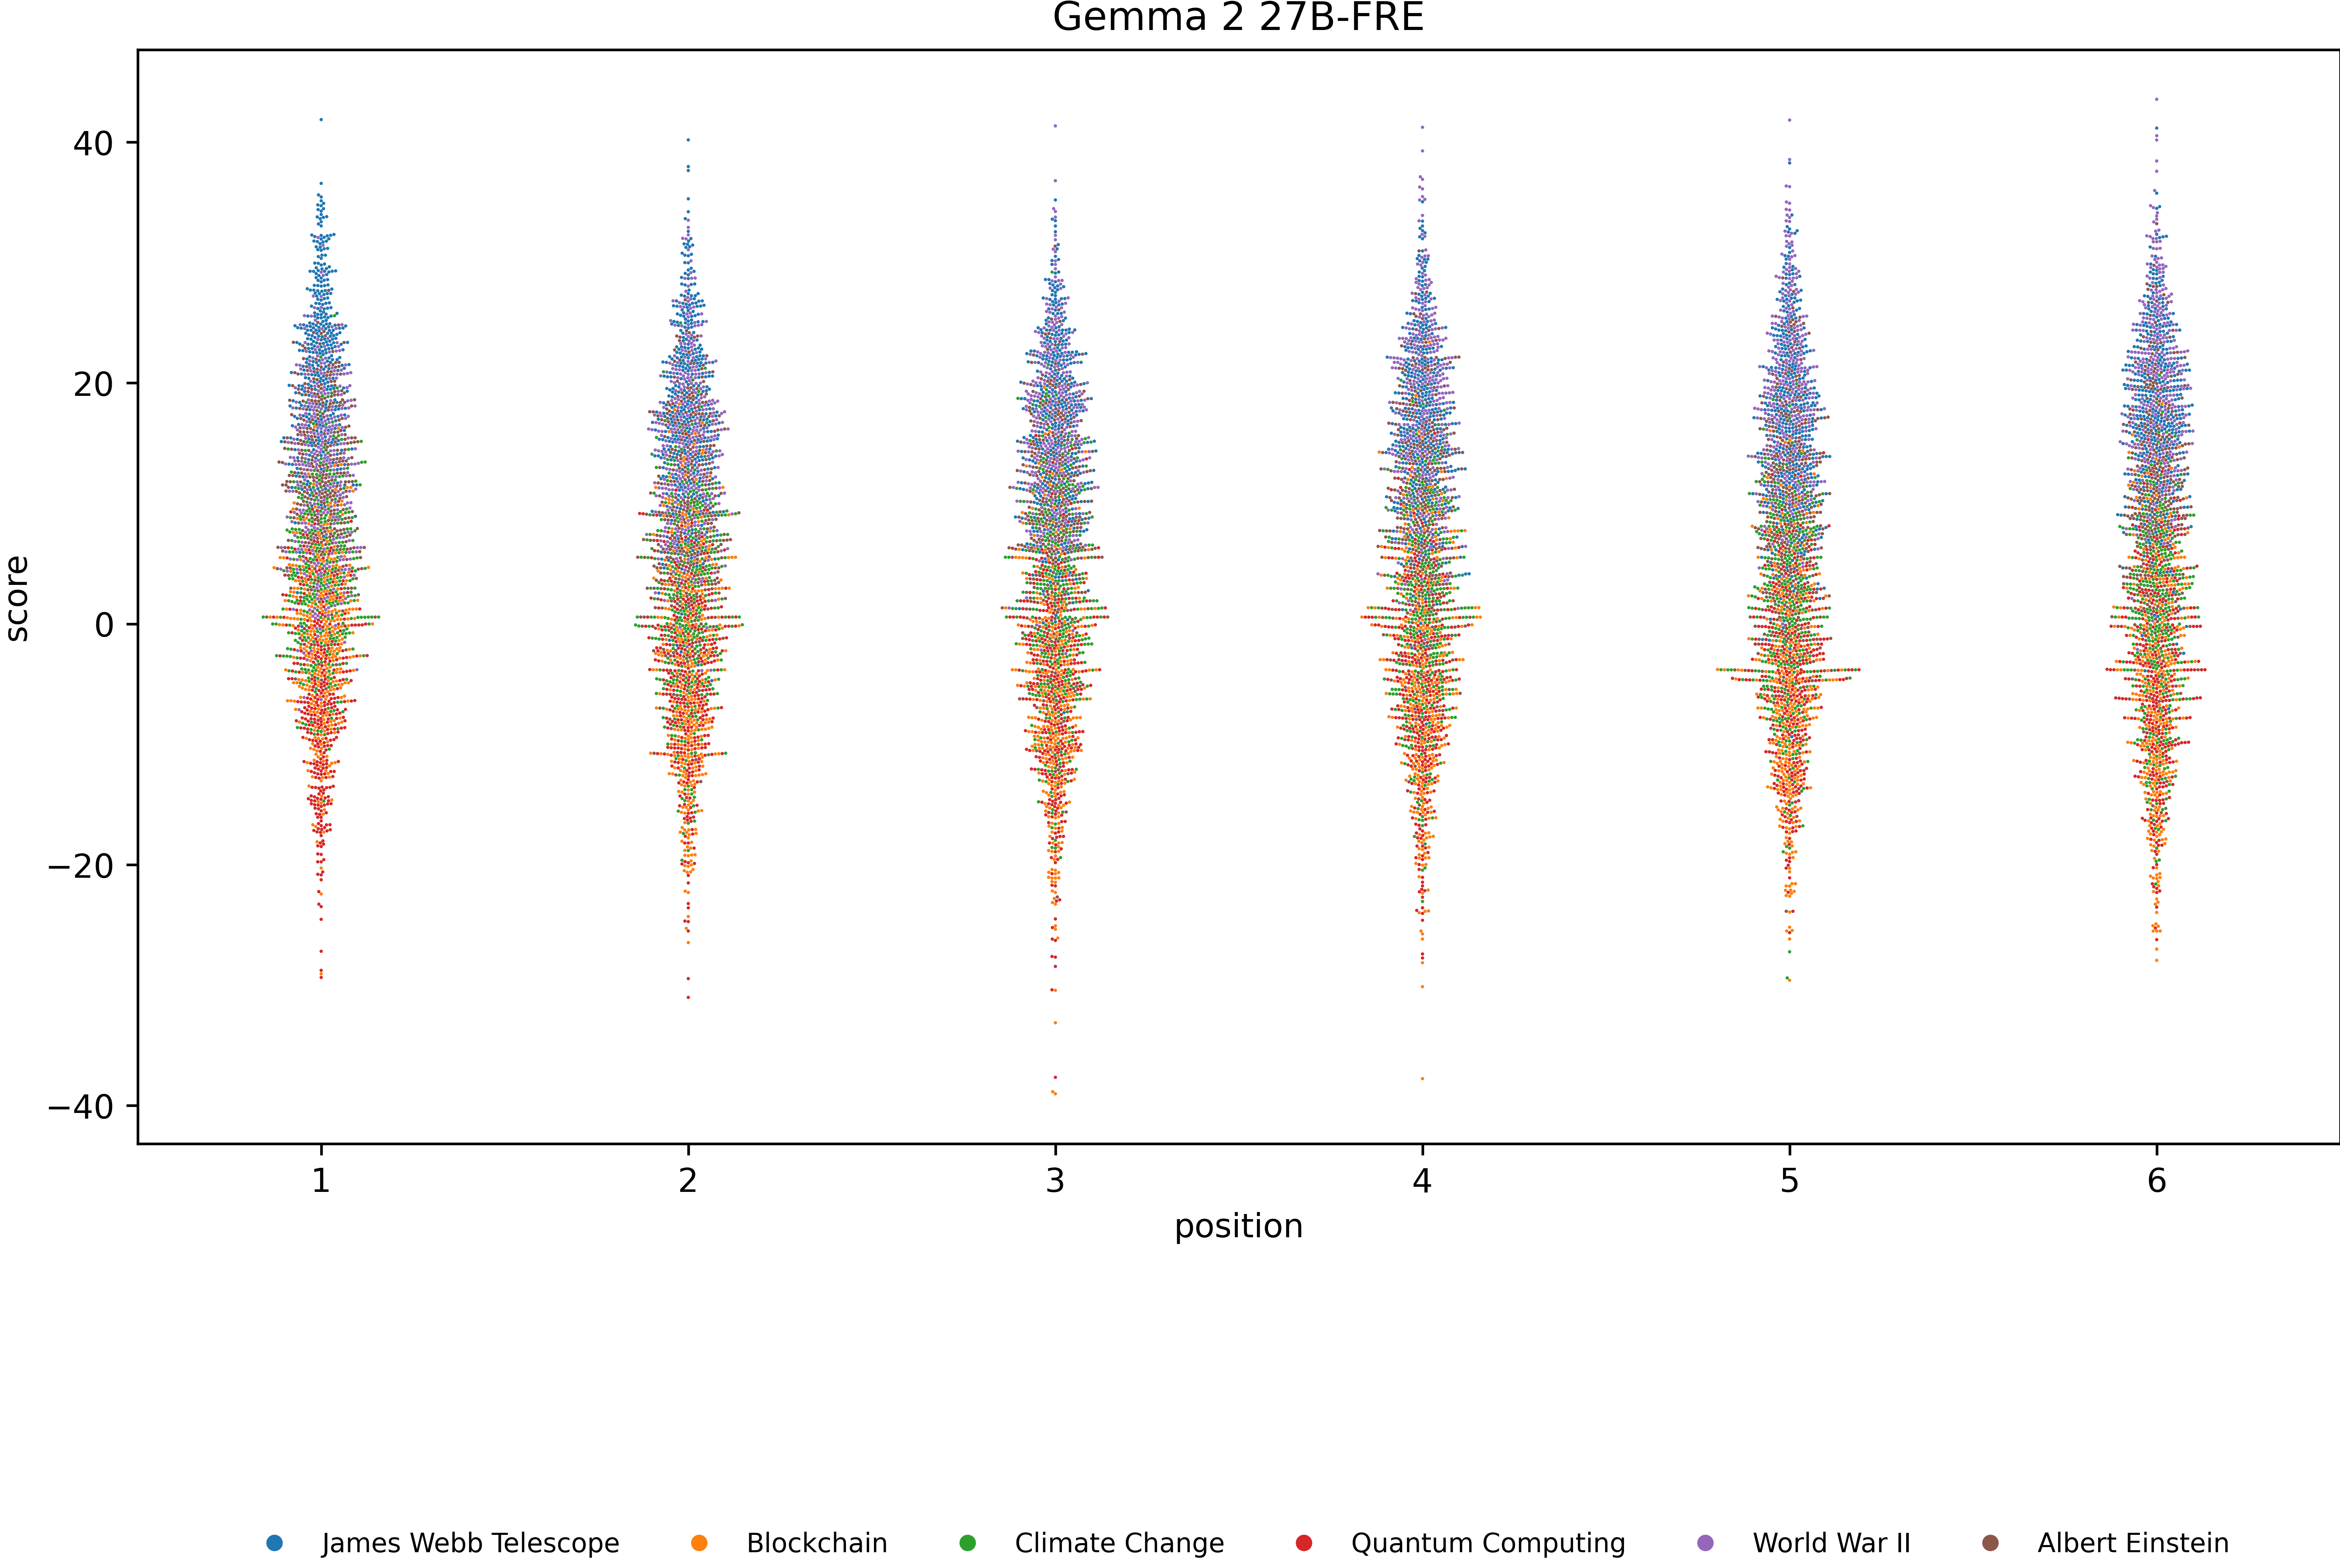 Gemma 2 27B-FRE
score
40
20
0
−20
−40
1 2 3 4 5 6
position
James Webb Telescope Blockchain Climate Change Quantum Computing World War II Albert Einstein